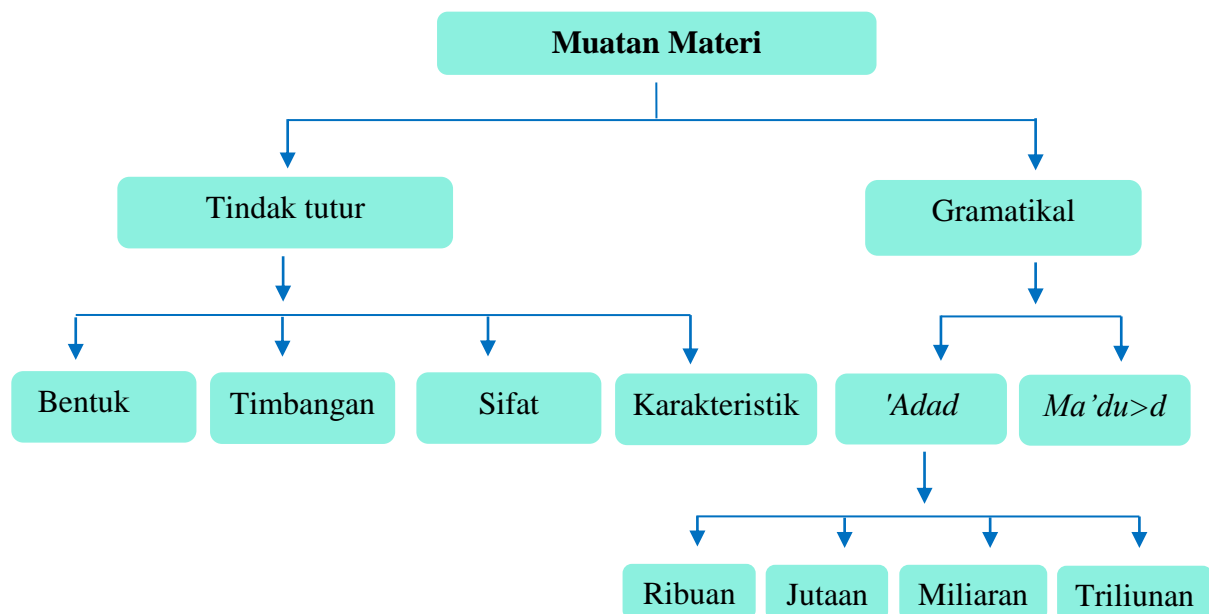 Muatan Materi
Tindak tutur
Gramatikal
Bentuk
Timbangan
Sifat
Karakteristik
'Adad
Ma’du>d
Ribuan
Jutaan
Miliaran
Triliunan